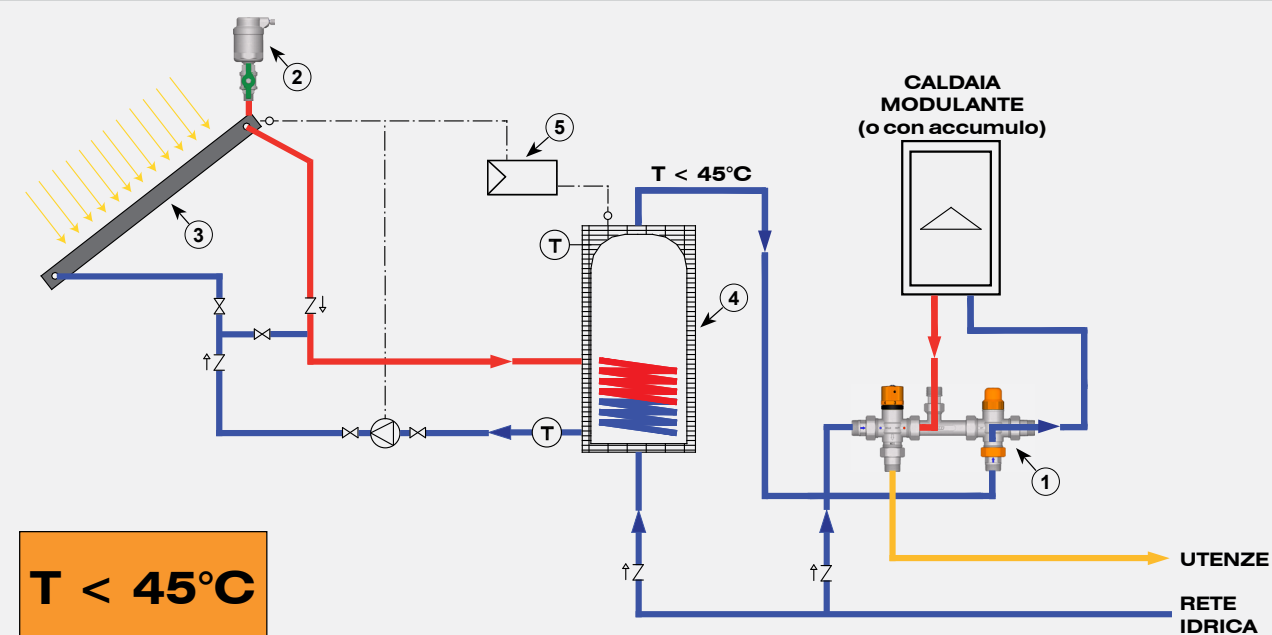 2
CALDAIA
MODULANTE
(o con accumulo)
5
T < 45°C
3
T
4
T
1
T < 45°C
UTENZE
RETE
IDRICA